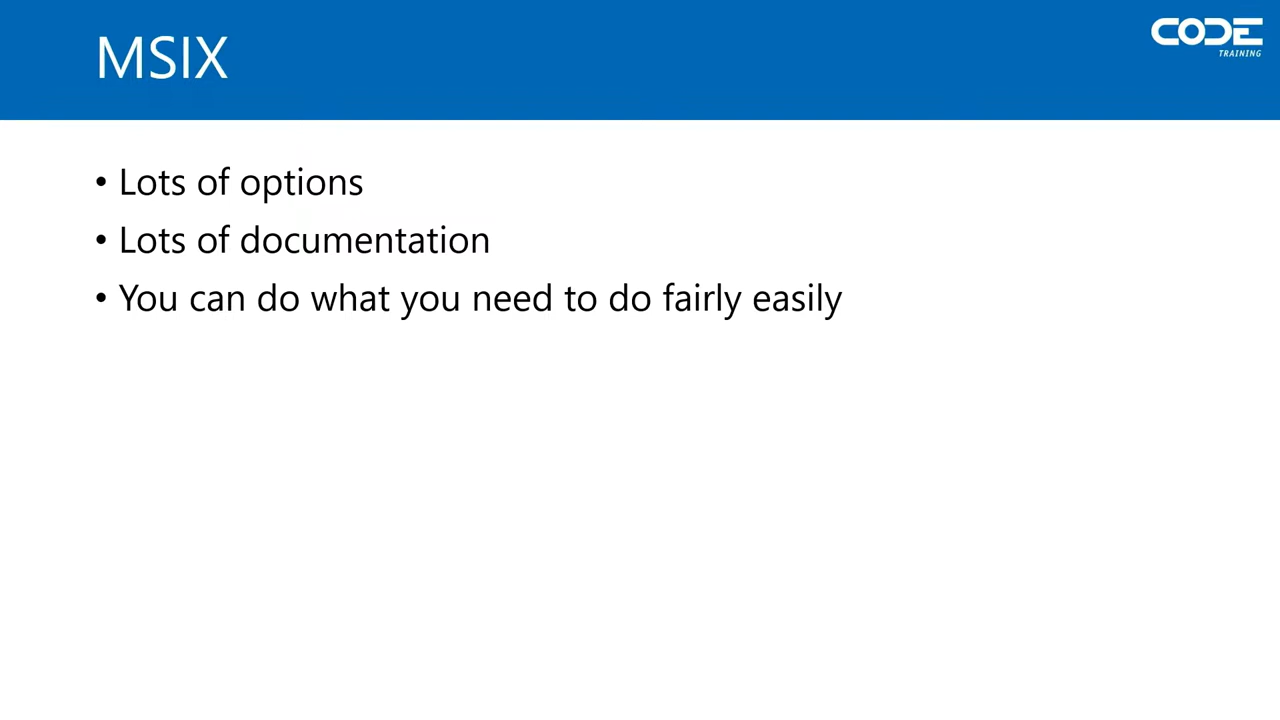 MSIX
CODE
TRAINING
• Lots of options
• Lots of documentation
• You can do what you need to do fairly easily